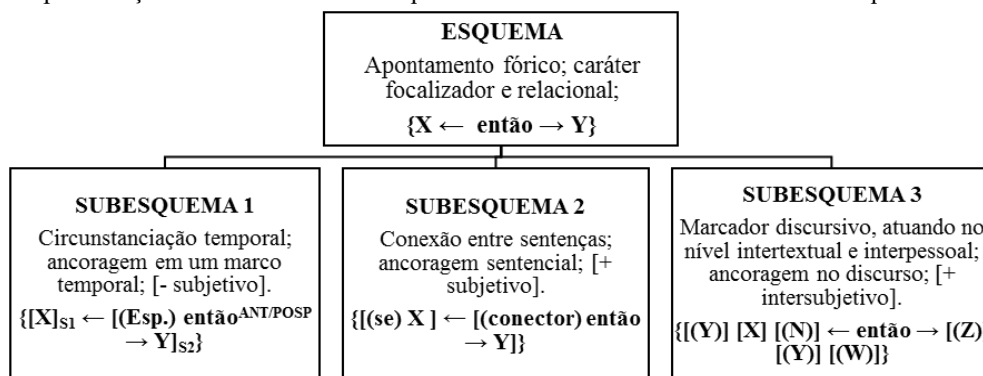 ESQUEMA
Apontamento fórico; caráter
focalizador e relacional;
{X ← então → Y}
SUBESQUEMA 1
Circunstanciação temporal;
ancoragem em um marco
temporal; [- subjetivo].
{[X]S1 ← [(Esp.) então ANT/POSP
→ Y]S2}
SUBESQUEMA 2
Conexão entre sentenças;
ancoragem sentencial; [+
subjetivo].
{[(se) X ] ← [(conector) então
→ Y]}
SUBESQUEMA 3
Marcador discursivo, atuando no
nível intertextual e interpessoal;
ancoragem no discurso; [+
intersubjetivo].
{[(Y)] [X] [(N)] ← então → [(Z)
[(Y)] [(W)]}